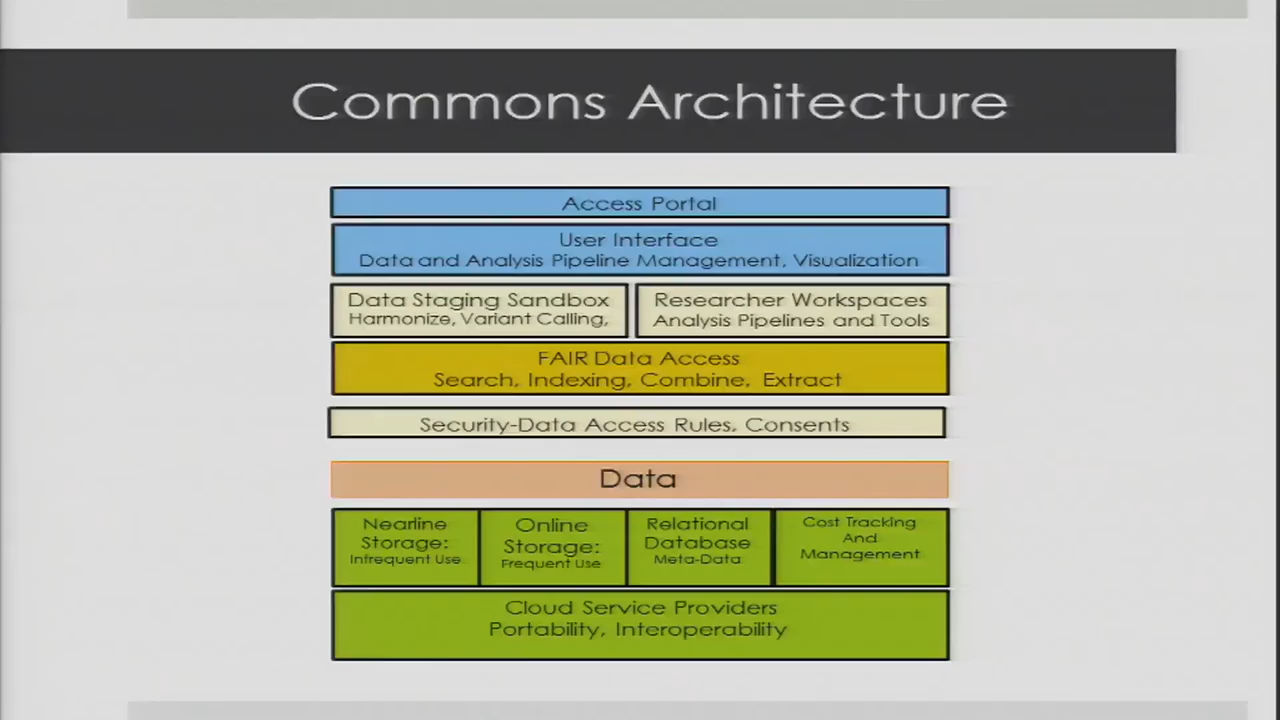 Commons Architecture
Access Portal
User Interface
Data and Analysis Pipeline Management, Visualization
Data Staging Sandbox
Harmonize, Variant Calling,
Researcher Workspaces
Analysis Pipelines and Tools
FAIR Data Access
Search, Indexing, Combine, Extract
Security-Data Access Rules, Consents
Data
Nearline
Storage:
Infrequent Use
Online
Storage:
Frequent Use
Relational
Database
Meta-Data
Cost Tracking
And
Management
Cloud Service Providers
Portability, Interoperability